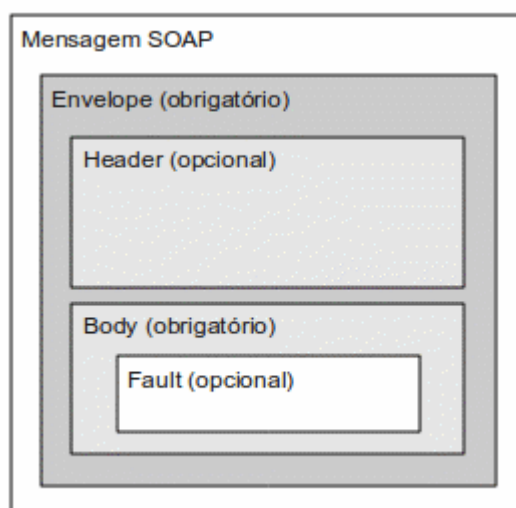 Mensagem SOAP
Envelope (obrigatório)
Header (opcional)
Body (obrigatório)
Fault (opcional)